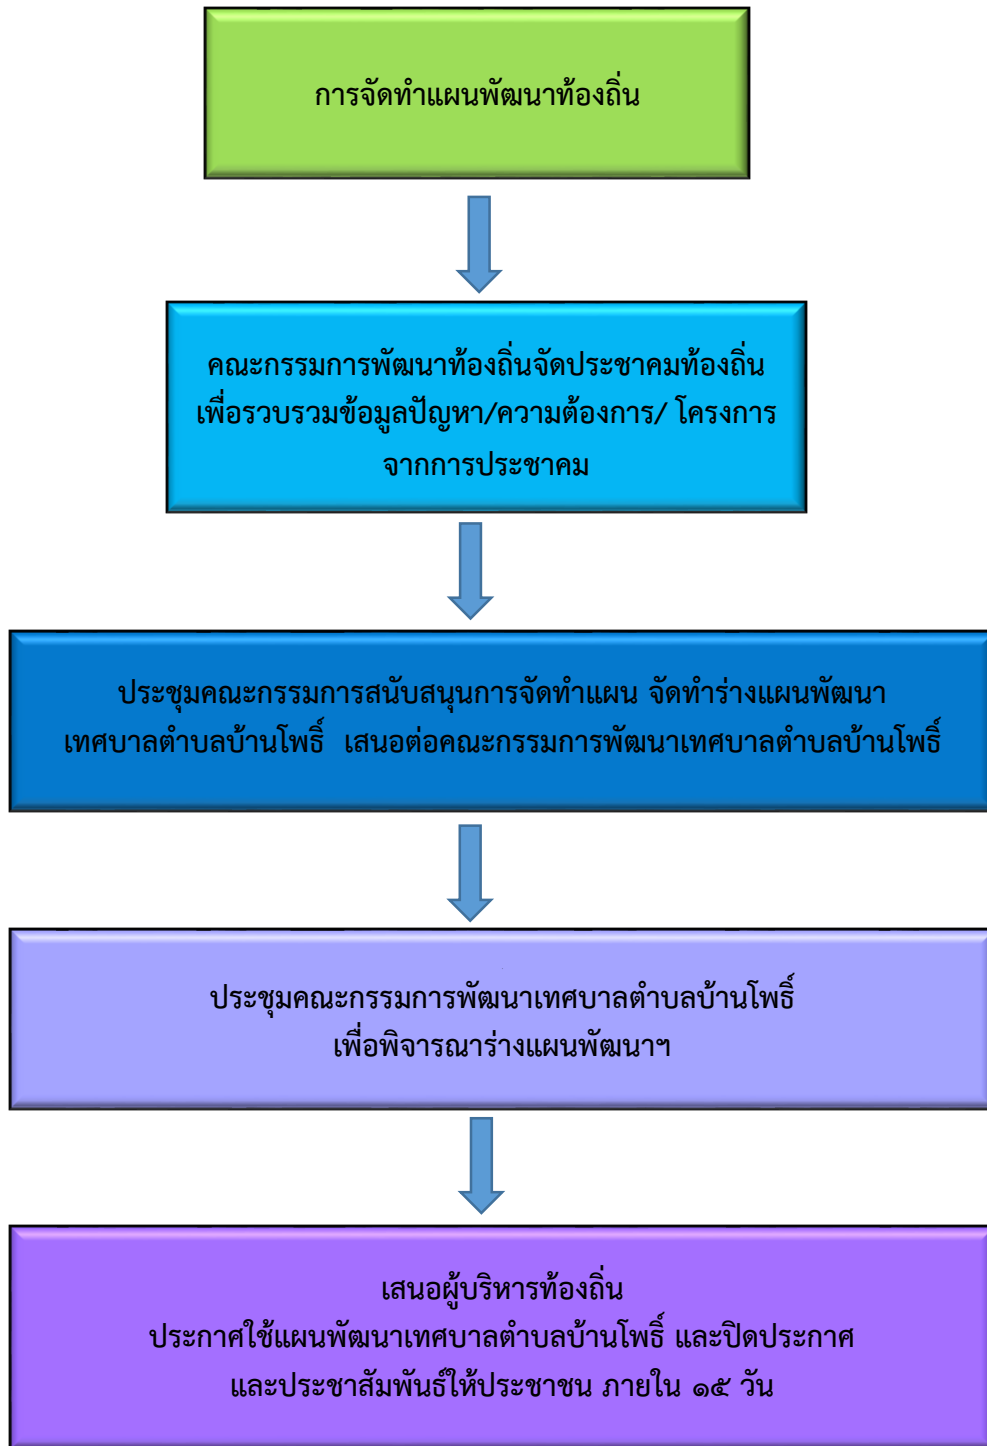 การจัดทำแผนพัฒนาท้องถิ่น
คณะกรรมการพัฒนาท้องถิ่นจัดประชาคมท้องถิ่น
เพื่อรวบรวมข้อมูลปัญหา/ความต้องการ/ โครงการ
จากการประชาคม
ประชุมคณะกรรมการสนับสนุนการจัดทำแผน จัดทำร่างแผนพัฒนา
เทศบาลตำบลบ้านโพธิ์ เสนอต่อคณะกรรมการพัฒนาเทศบาลตำบลบ้านโพธิ์
ประชุมคณะกรรมการพัฒนาเทศบาลตำบลบ้านโพธิ์
เพื่อพิจารณาร่างแผนพัฒนาฯ
เสนอผู้บริหารท้องถิ่น
ประกาศใช้แผนพัฒนาเทศบาลตำบลบ้านโพธิ์ และปิดประกาศ
และประชาสัมพันธ์ให้ประชาชน ภายใน ๑๕ วัน